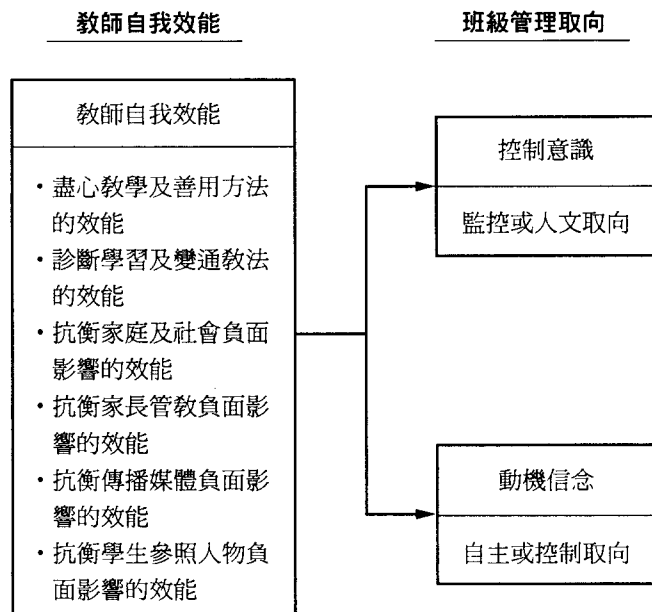 教師自我效能
班級管理取向
教師自我效能
・盡心教學及善用方法
的效能
・診斷學習及變通教法
的效能
・抗衡家庭及社會負面
影響的效能
・抗衡家長管教負面影
響的效能
・抗衡傳播媒體負面影
響的效能
・抗衡學生參照人物負
面影響的效能
控制意識
監控或人文取向
動機信念
自主或控制取向